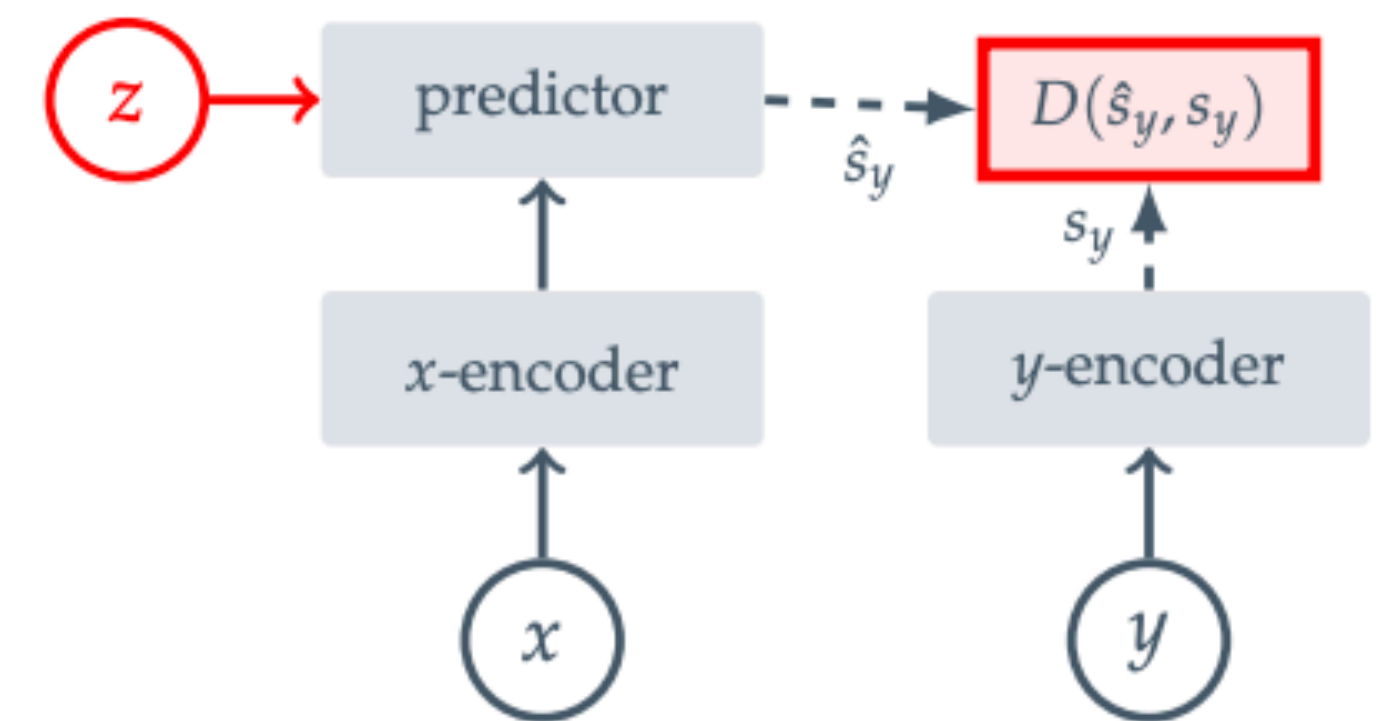 z
predictor
D(ŝ_y, s_y)
ŝ_y
s_y
x-encoder
y-encoder
x
y